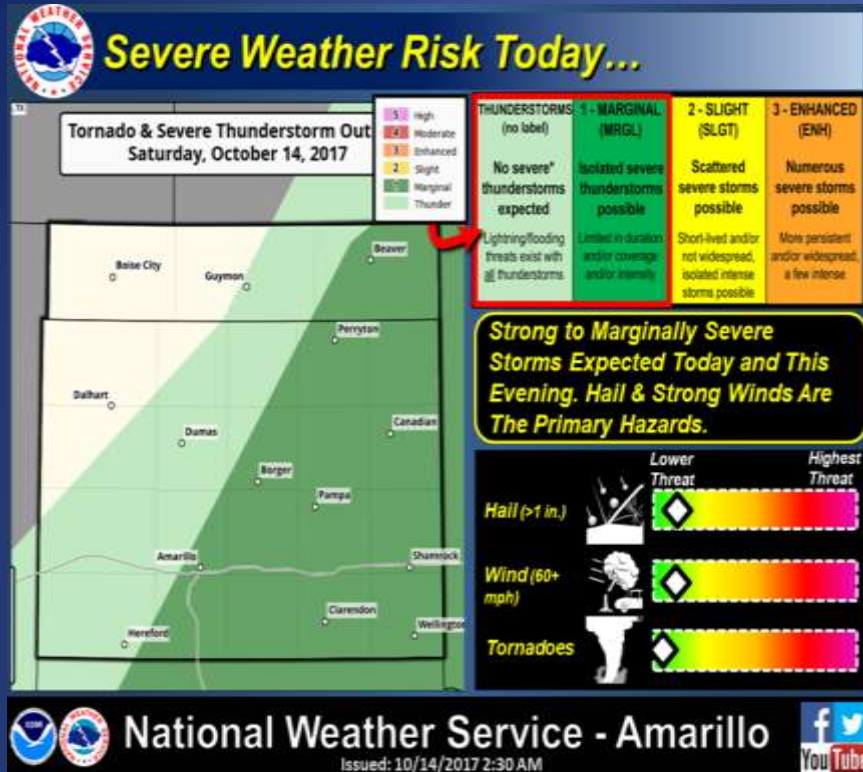 NATIONAL WEATHER SERVICE
Severe Weather Risk Today...
, TX
Tornado & Severe Thunderstorm Out
Saturday, October 14, 2017
5 High
4 Moderate
3 Enhanced
2 Slight
Marginal
Thunder
THUNDERSTORMS
(no label)
No severe*
thunderstorms
expected
Lightning/flooding
threats exist with
all thunderstorms
1 - MARGINAL
(MRGL)
Isolated severe
thunderstorms
possible
Limited in duration
and/or coverage
and/or intensity
2 - SLIGHT
(SLGT)
Scattered
severe storms
possible
Short-lived and/or
not widespread,
isolated intense
storms possible
3 - ENHANCED
(ENH)
Numerous
severe storms
possible
More persistent
and/or widespread,
a few intense
Boise City
Guymon
Beaver
Perryton
Dalhart
Dumas
Canadian
Borger
Pampa
Amarillo
Shamrock
Clarendon
Hereford
Wellington
Strong to Marginally Severe
Storms Expected Today and This
Evening. Hail & Strong Winds Are
The Primary Hazards.
Lower
Threat
Highest
Threat
Hail (>1 in.)
Wind (60+
mph)
Tornadoes
National Weather Service - Amarillo
Issued: 10/14/2017 2:30 AM
You Tube